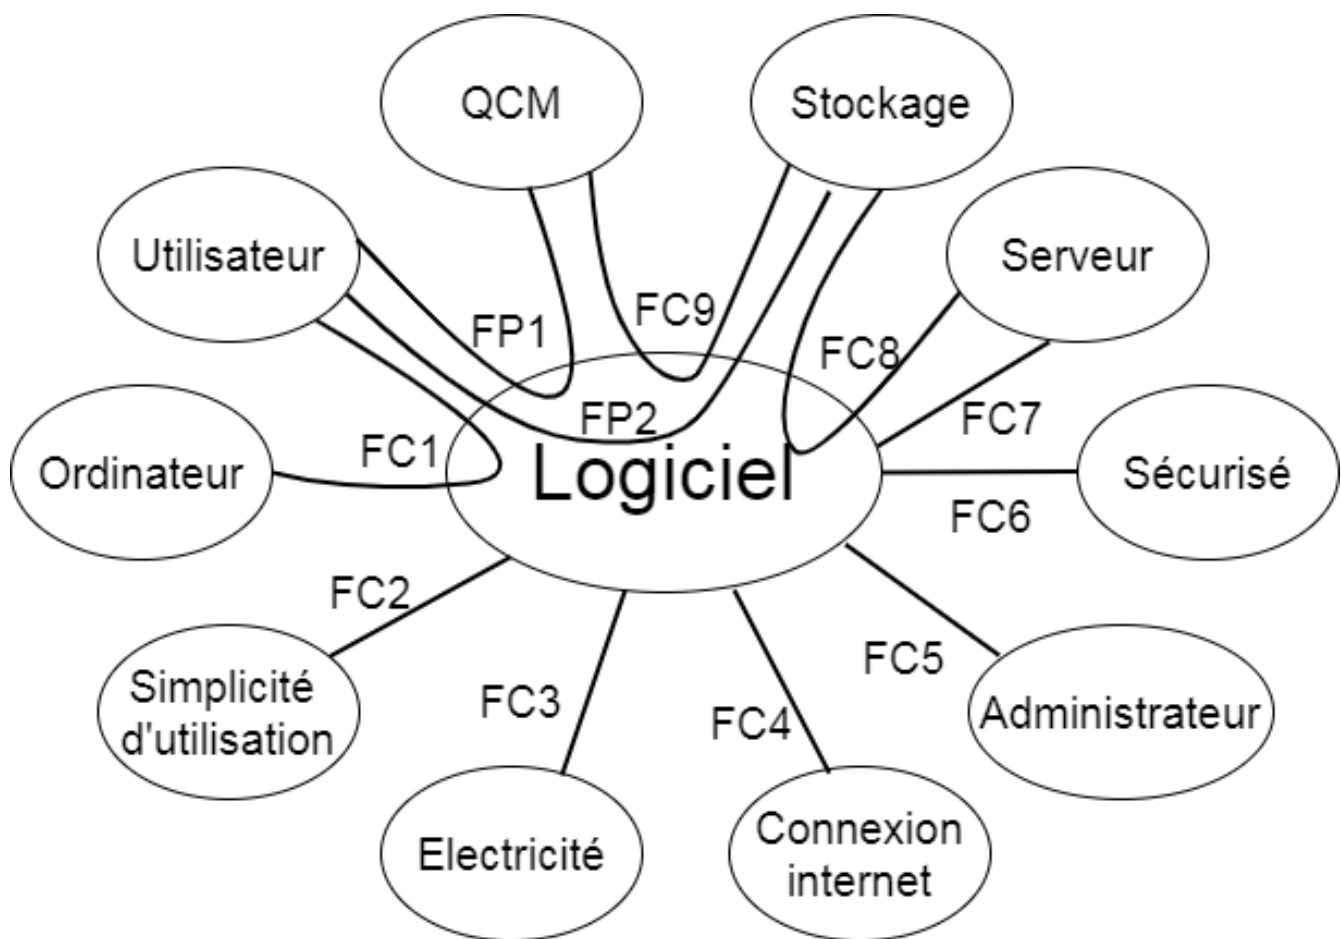 QCM
Stockage
Utilisateur
Serveur
FP1
FC9
FC8
FC7
FP2
FC1
Ordinateur
Logiciel
Sécurisé
FC6
FC2
FC5
Simplicité
d'utilisation
FC3
FC4
Administrateur
Electricité
Connexion
internet